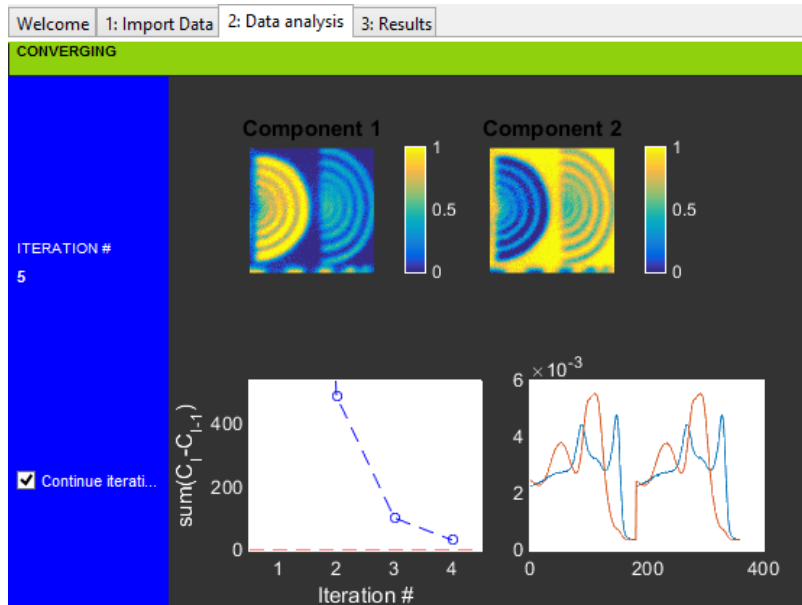 Welcome 1: Import Data 2: Data analysis 3: Results
CONVERGING
Component 1
Component 2
1
0.5
0
1
0.5
0
ITERATION #
5
Continue iterati...
sum(C_I-C_I-1)
400
200
0
1 2 3 4
Iteration #
×10^-3
6
4
2
0
0 200 400